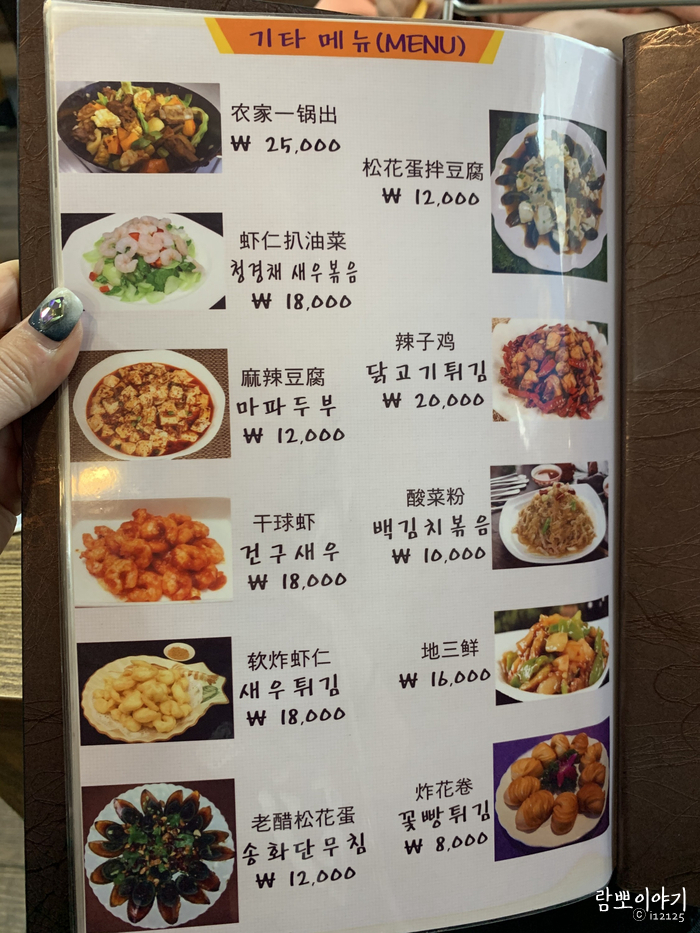 기타 메뉴(MENU)
农家一锅出
₩ 25,000
虾仁扒油菜
청경채새우볶음
₩ 18,000
麻辣豆腐
마파두부
₩ 12,000
干球虾
건구새우
₩ 18,000
软炸虾仁
새우튀김
₩ 18,000
老醋松花蛋
송화단무침
₩ 12,000
松花蛋拌豆腐
₩ 12,000
辣子鸡
닭고기튀김
₩ 20,000
酸菜粉
백김치볶음
₩ 10,000
地三鲜
₩ 16,000
炸花卷
꽃빵튀김
₩ 8,000
람뽀이야기
© i12125